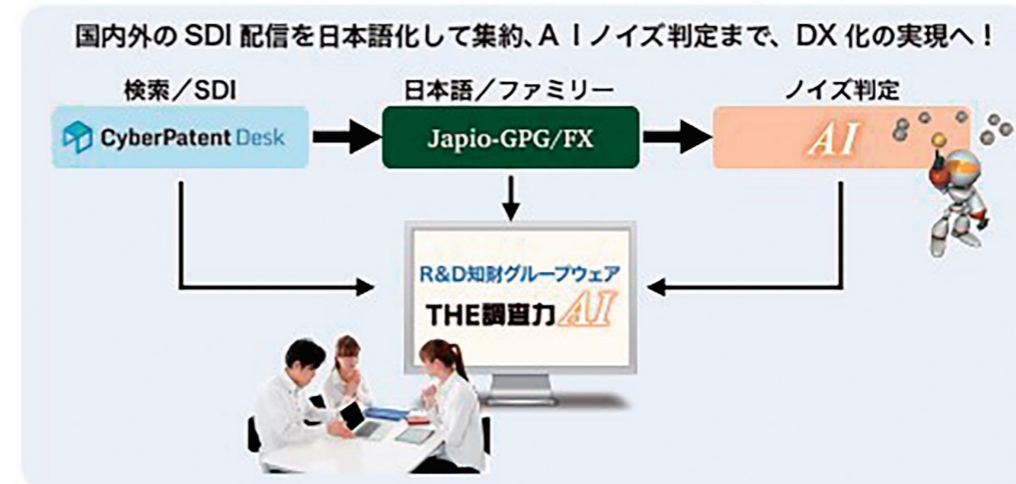 国内外の SDI 配信を日本語化して集約、A Iノイズ判定まで、DX 化の実現へ！
検索／SDI
日本語／ファミリー
ノイズ判定
CyberPatent Desk
Japio-GPG/FX
AI
R&D知財グループウェア
THE調査力AI